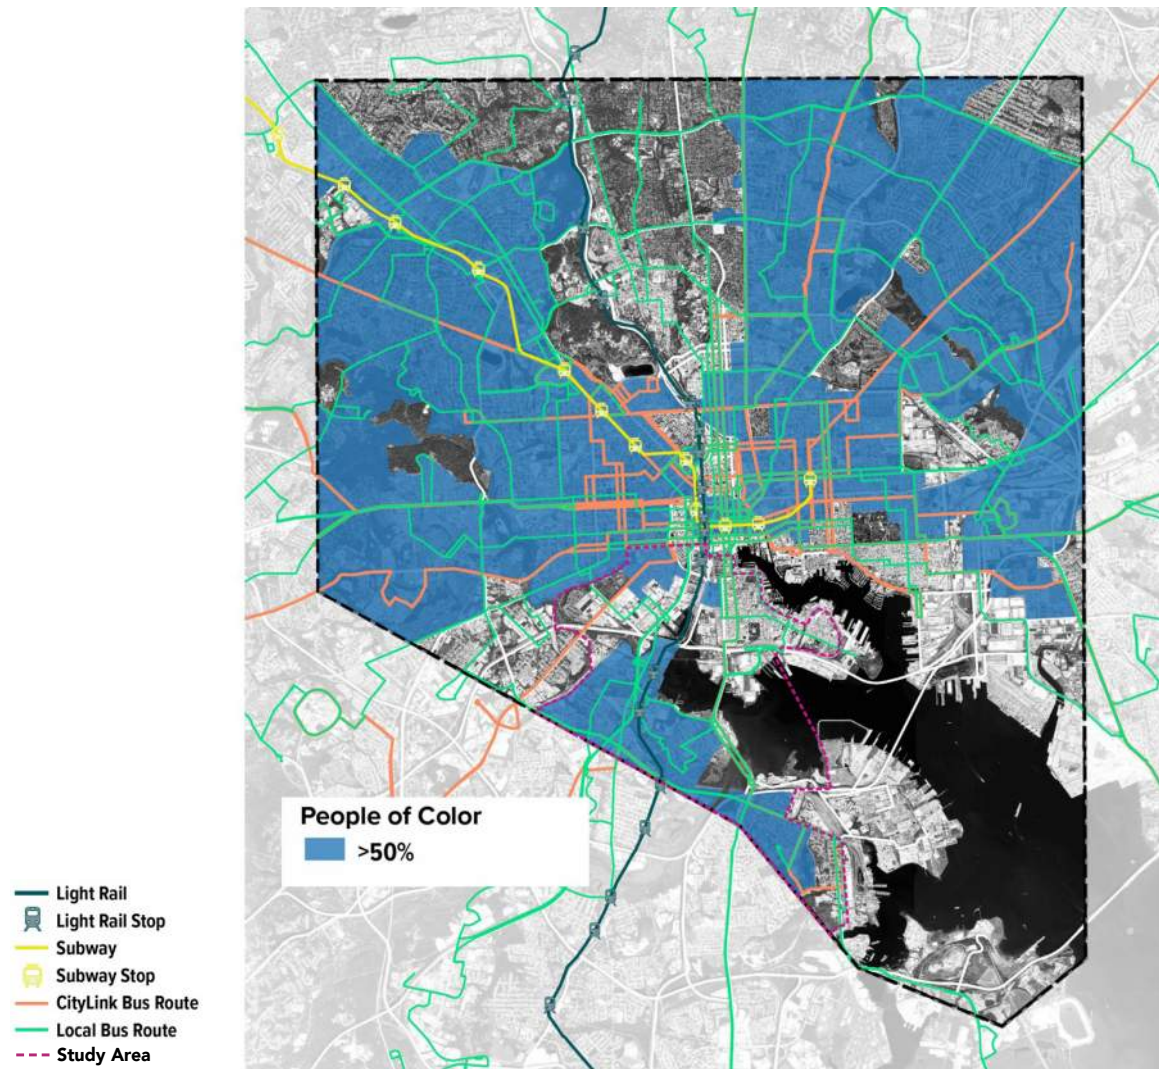 People of Color
>50%
Light Rail
Light Rail Stop
Subway
Subway Stop
CityLink Bus Route
Local Bus Route
Study Area